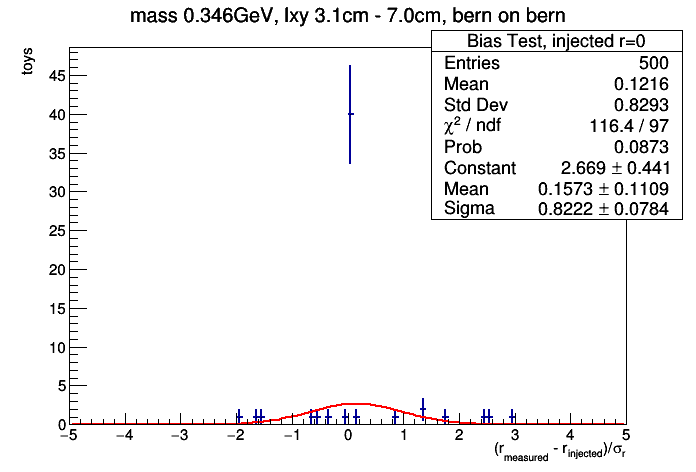 mass 0.346GeV, lxy 3.1cm - 7.0cm, bern on bern
Bias Test, injected r=0
Entries 500
Mean 0.1216
Std Dev 0.8293
χ² / ndf 116.4 / 97
Prob 0.0873
Constant 2.669 ± 0.441
Mean 0.1573 ± 0.1109
Sigma 0.8222 ± 0.0784
toys
45
40
35
30
25
20
15
10
5
0
−5 −4 −3 −2 −1 0 1 2 3 4 5
(r_measured - r_injected)/σ_r